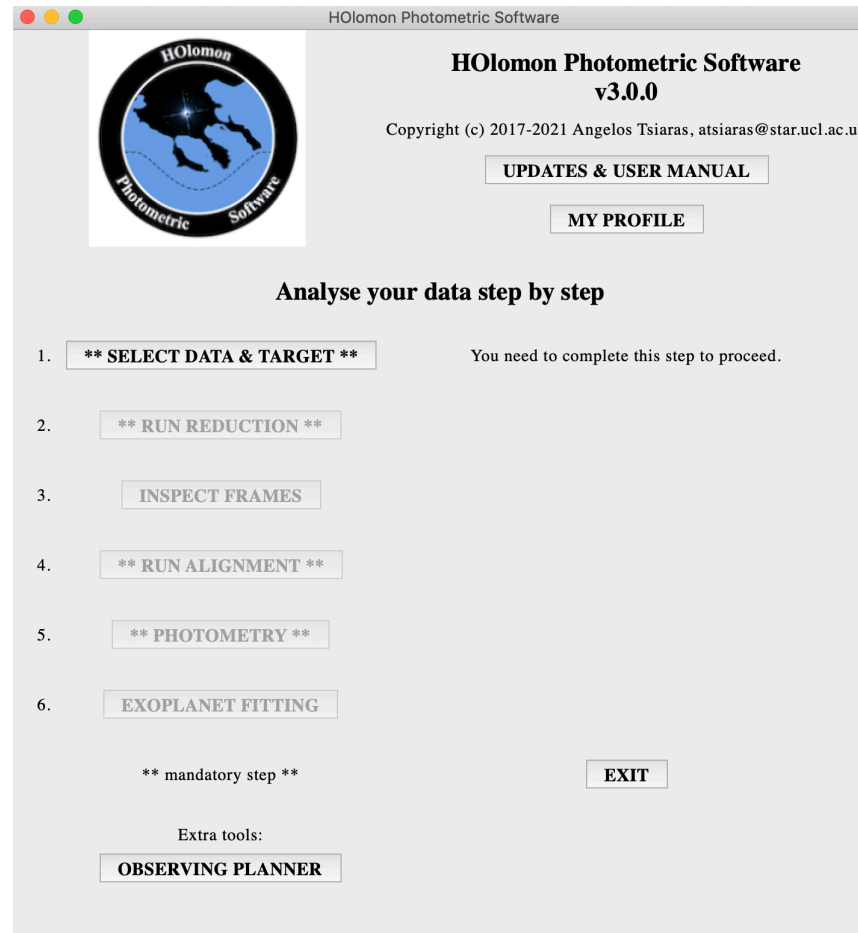 HOlomon Photometric Software
HOlomon
Photometric Software
HOlomon Photometric Software
v3.0.0
Copyright (c) 2017-2021 Angelos Tsiaras, atsiaras@star.ucl.ac.u
UPDATES & USER MANUAL
MY PROFILE
Analyse your data step by step
1. ** SELECT DATA & TARGET ** You need to complete this step to proceed.
2. ** RUN REDUCTION **
3. INSPECT FRAMES
4. ** RUN ALIGNMENT **
5. ** PHOTOMETRY **
6. EXOPLANET FITTING
** mandatory step ** EXIT
Extra tools:
OBSERVING PLANNER